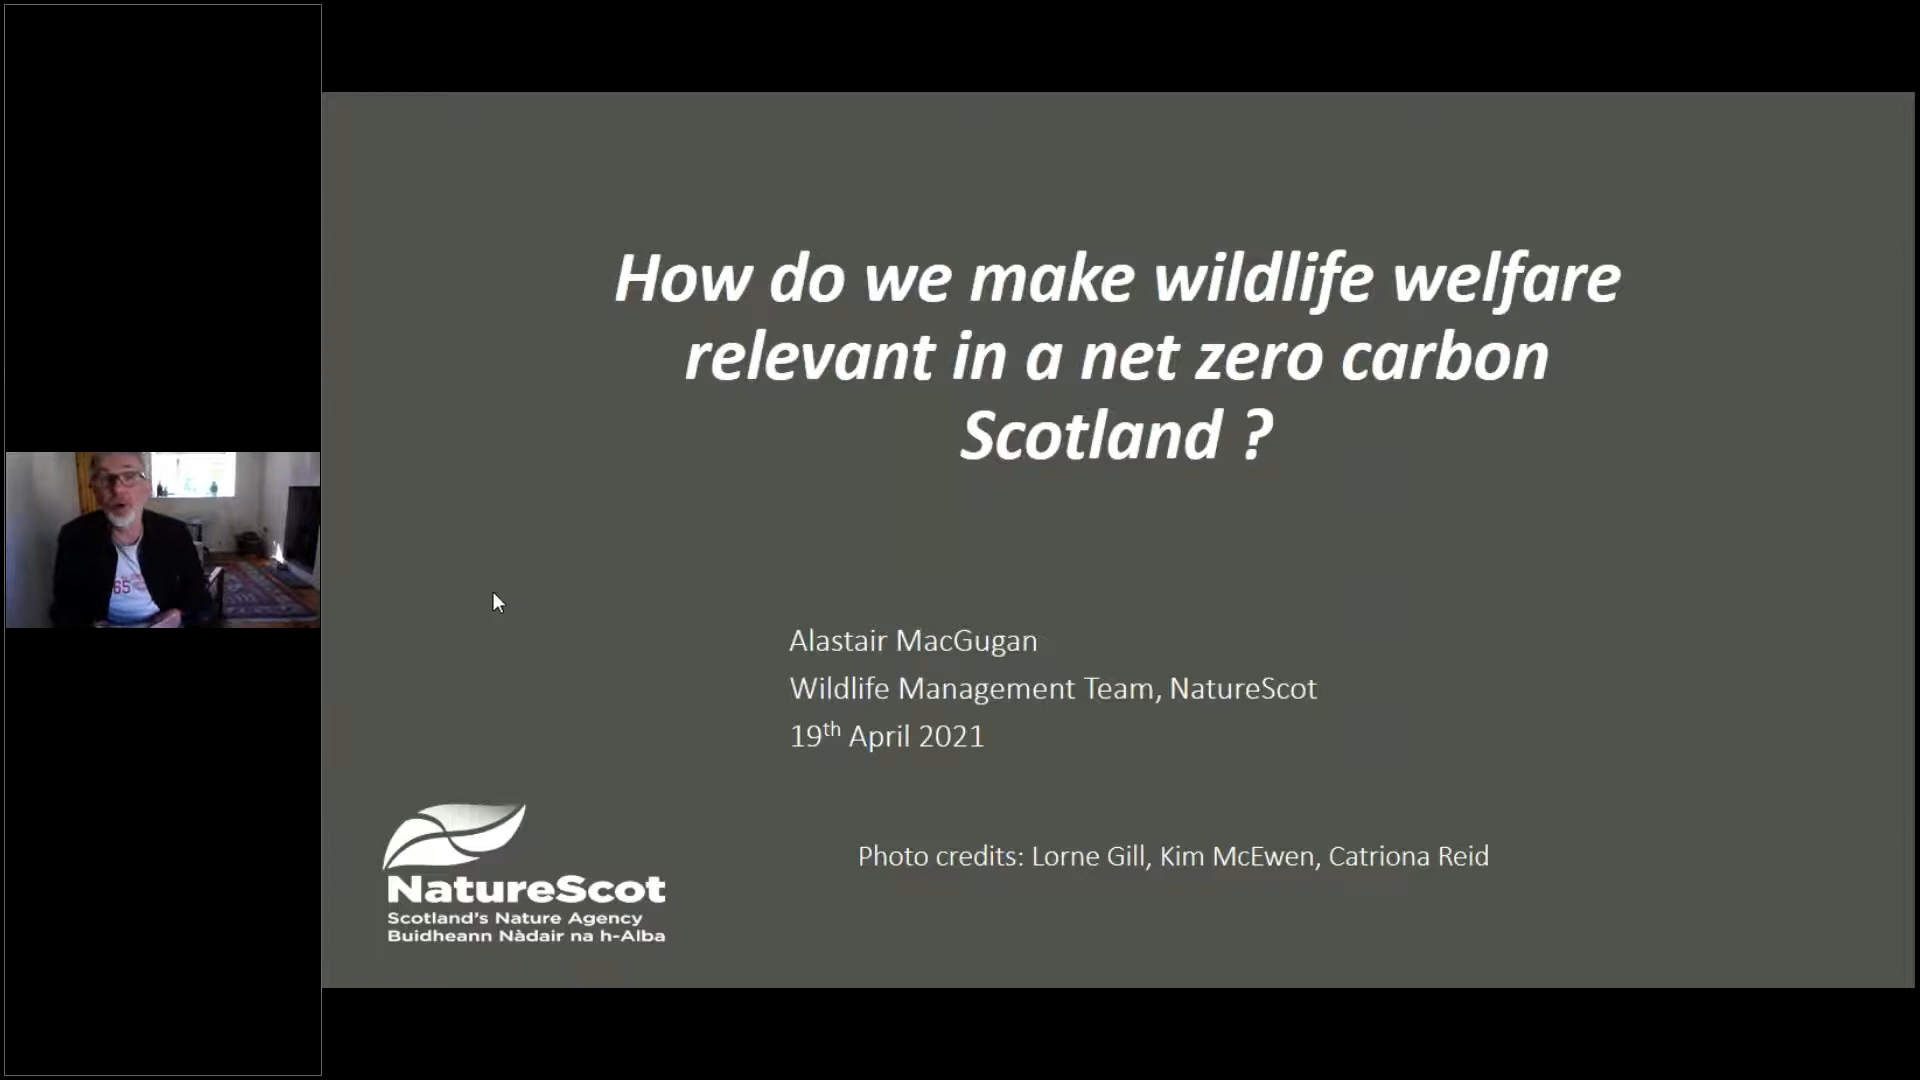 How do we make wildlife welfare
relevant in a net zero carbon
Scotland ?
65
Alastair MacGugan
Wildlife Management Team, NatureScot
19th April 2021
Photo credits: Lorne Gill, Kim McEwen, Catriona Reid
NatureScot
Scotland's Nature Agency
Buidheann Nàdair na h-Alba